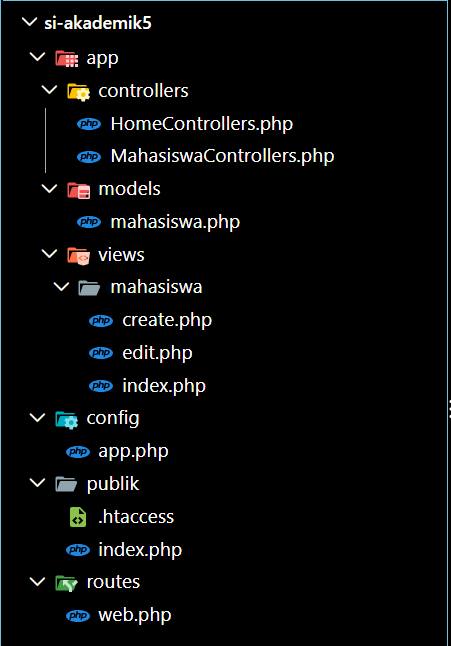 si-akademik5
app
controllers
php HomeControllers.php
php MahasiswaControllers.php
models
php mahasiswa.php
views
mahasiswa
php create.php
php edit.php
php index.php
config
php app.php
publik
.htaccess
php index.php
routes
php web.php